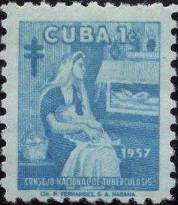 CUBA 1c
1957
CONSEJO NACIONAL DE TUBERCULOSIS
CIA. P. FERNANDEZ, S. A. HABANA